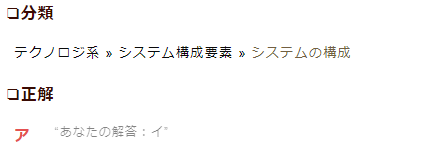 ❏分類
テクノロジ系 » システム構成要素 » システムの構成
❏正解
ア “あなたの解答：イ”